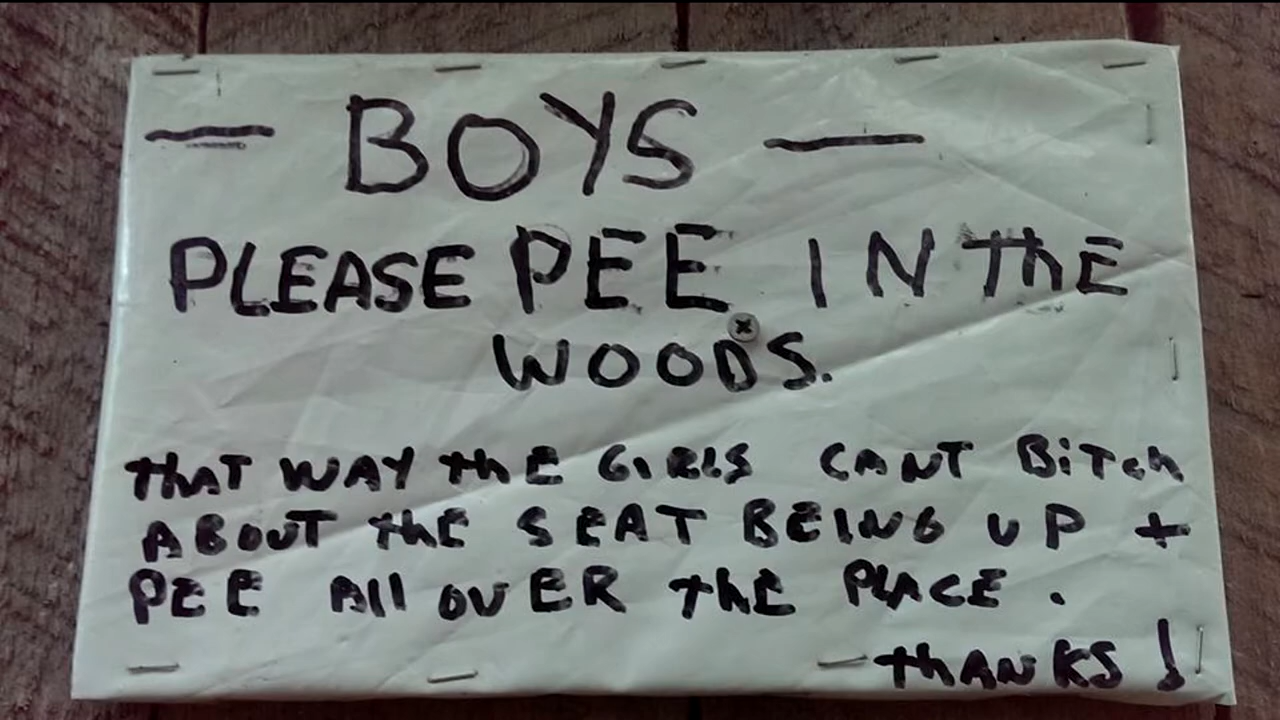 — BOYS —
PLEASE PEE IN THE
WOODS.
THAT WAY THE GIRLS CANT BiTch
ABOUT THE SEAT BEING UP +
PEE All OVER THE PLACE.
THANKS!